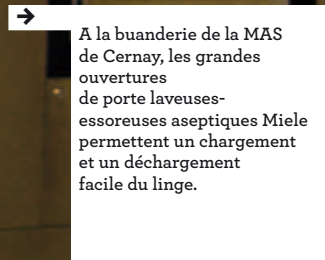 A la buanderie de la MAS
de Cernay, les grandes
ouvertures
de porte laveuses-
essoreuses aseptiques Miele
permettent un chargement
et un déchargement
facile du linge.